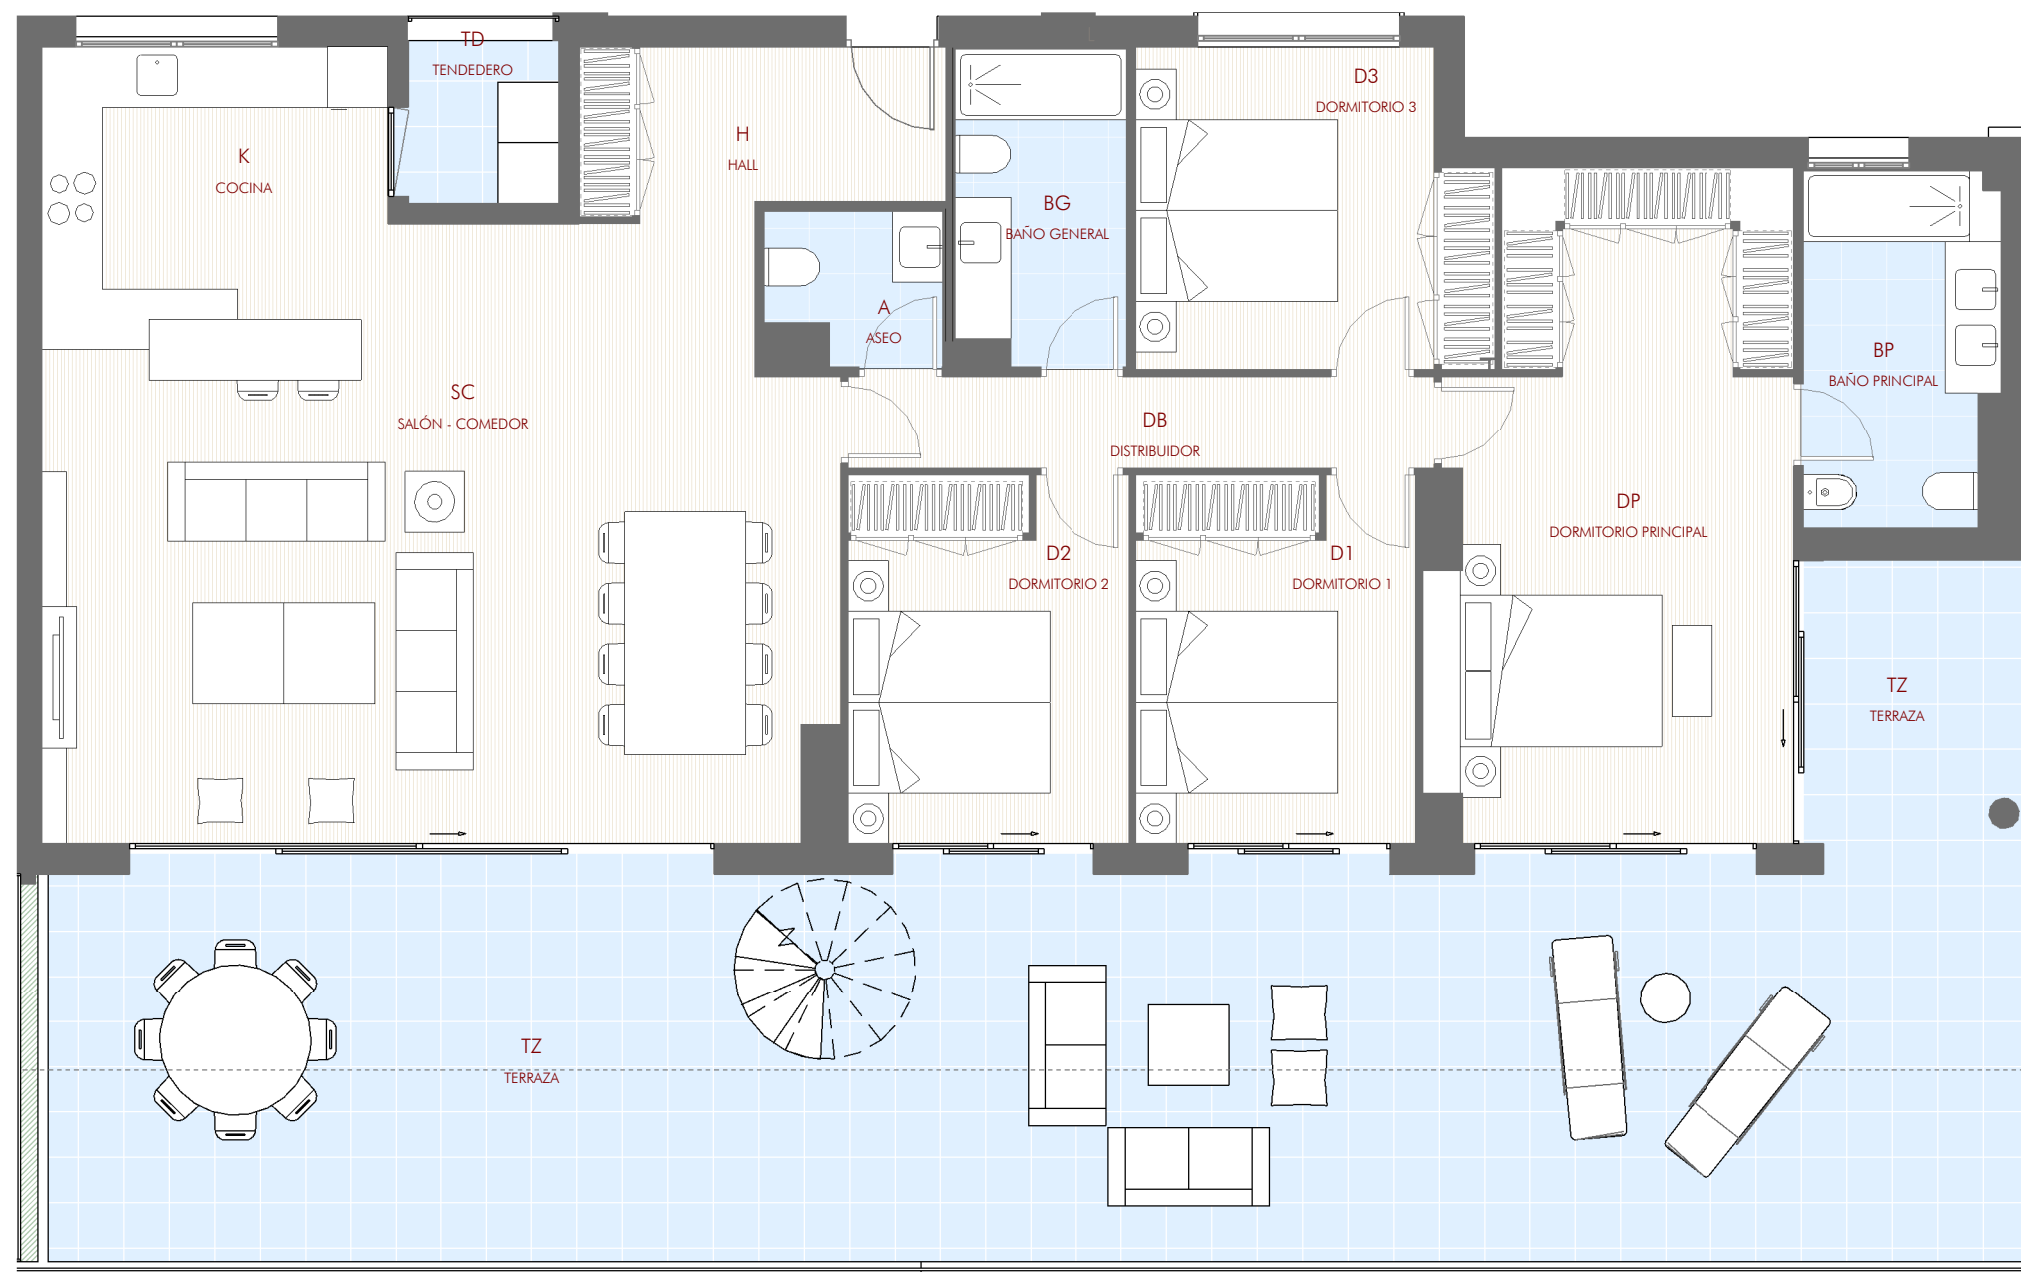 TD
TENDEDERO
D3
DORMITORIO 3
H
HALL
K
COCINA
BG
BAÑO GENERAL
A
ASEO
BP
BAÑO PRINCIPAL
SC
SALÓN - COMEDOR
DB
DISTRIBUIDOR
DP
DORMITORIO PRINCIPAL
D2
DORMITORIO 2
D1
DORMITORIO 1
TZ
TERRAZA
TZ
TERRAZA